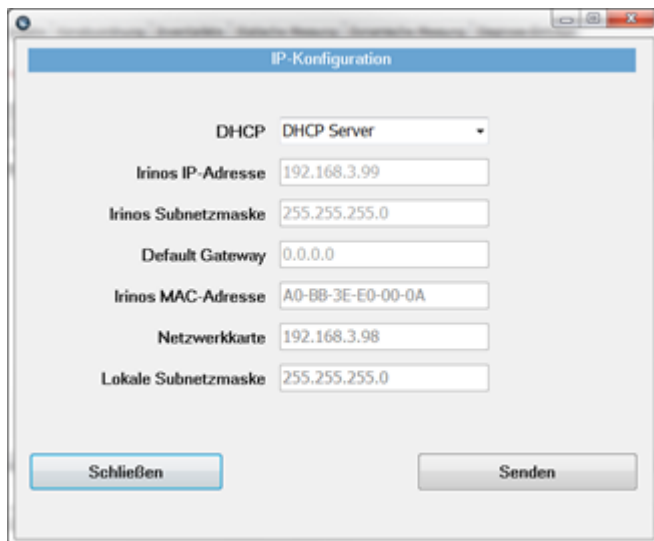 IP-Konfiguration
DHCP DHCP Server
Irinos IP-Adresse 192.168.3.99
Irinos Subnetzmaske 255.255.255.0
Default Gateway 0.0.0.0
Irinos MAC-Adresse A0-BB-3E-E0-00-0A
Netzwerkkarte 192.168.3.98
Lokale Subnetzmaske 255.255.255.0
Schließen Senden